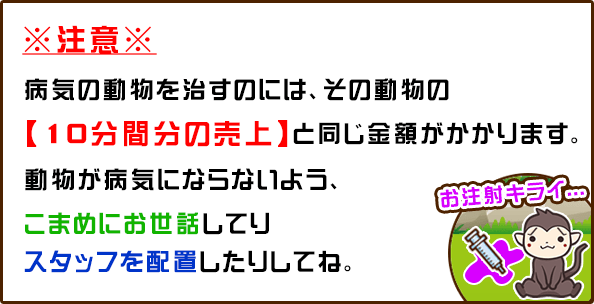 ※注意※
病気の動物を治すのには、その動物の
【10分間分の売上】と同じ金額がかかります。
動物が病気にならないよう、
こまめにお世話してり
スタッフを配置したりしてね。
お注射キライ…